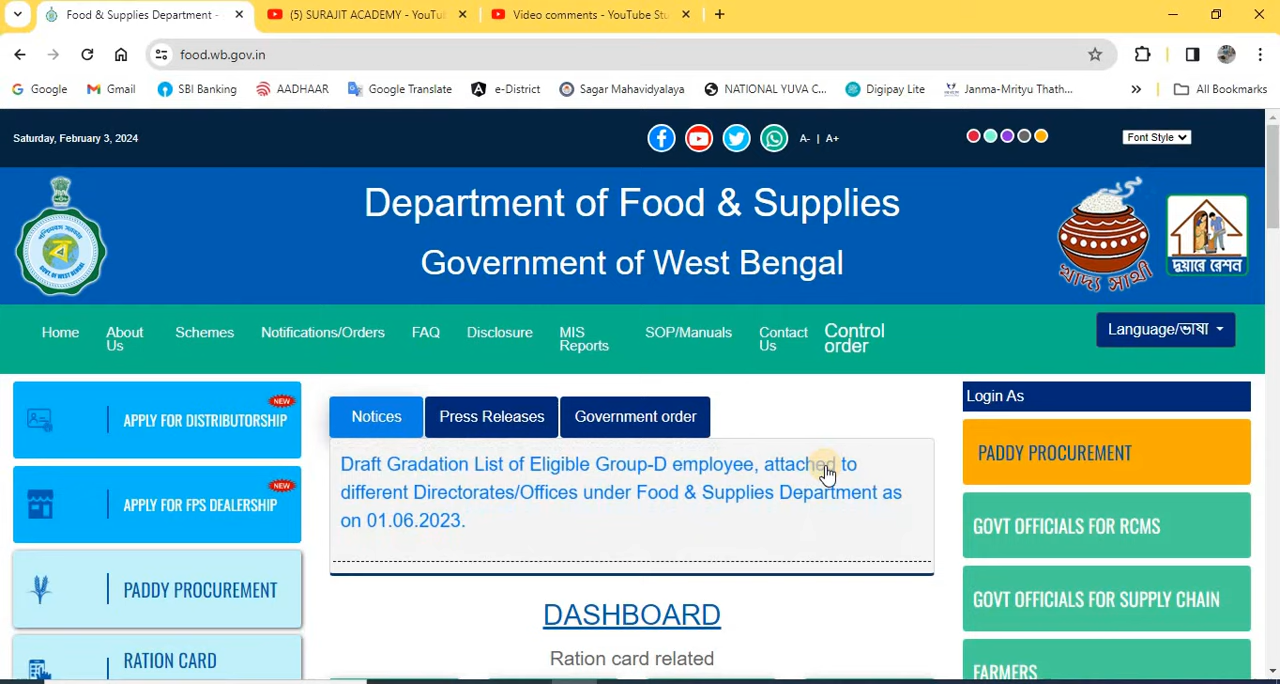 Food & Supplies Department -
(5) SURAJIT ACADEMY - YouTu
Video comments - YouTube Stu
food.wb.gov.in
Google
Gmail
SBI Banking
AADHAAR
Google Translate
e-District
Sagar Mahavidyalaya
NATIONAL YUVA C...
Digipay Lite
Janma-Mrityu Thath...
»
All Bookmarks
Saturday, February 3, 2024
A- | A+
Font Style
Department of Food & Supplies
Government of West Bengal
খাদ্য সাথী
দুয়ারে রেশন
Home
About
Us
Schemes
Notifications/Orders
FAQ
Disclosure
MIS
Reports
SOP/Manuals
Contact
Us
Control
order
Language/ভাষা
APPLY FOR DISTRIBUTORSHIP
NEW
APPLY FOR FPS DEALERSHIP
NEW
PADDY PROCUREMENT
RATION CARD
Notices
Press Releases
Government order
Draft Gradation List of Eligible Group-D employee, attached to
different Directorates/Offices under Food & Supplies Department as
on 01.06.2023.
DASHBOARD
Ration card related
Login As
PADDY PROCUREMENT
GOVT OFFICIALS FOR RCMS
GOVT OFFICIALS FOR SUPPLY CHAIN
FARMERS